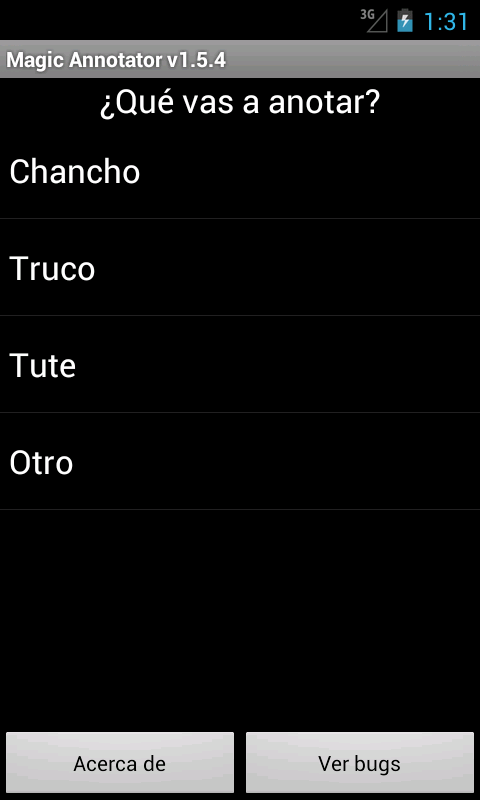 3G 1:31
Magic Annotator v1.5.4
¿Qué vas a anotar?
Chancho
Truco
Tute
Otro
Acerca de Ver bugs